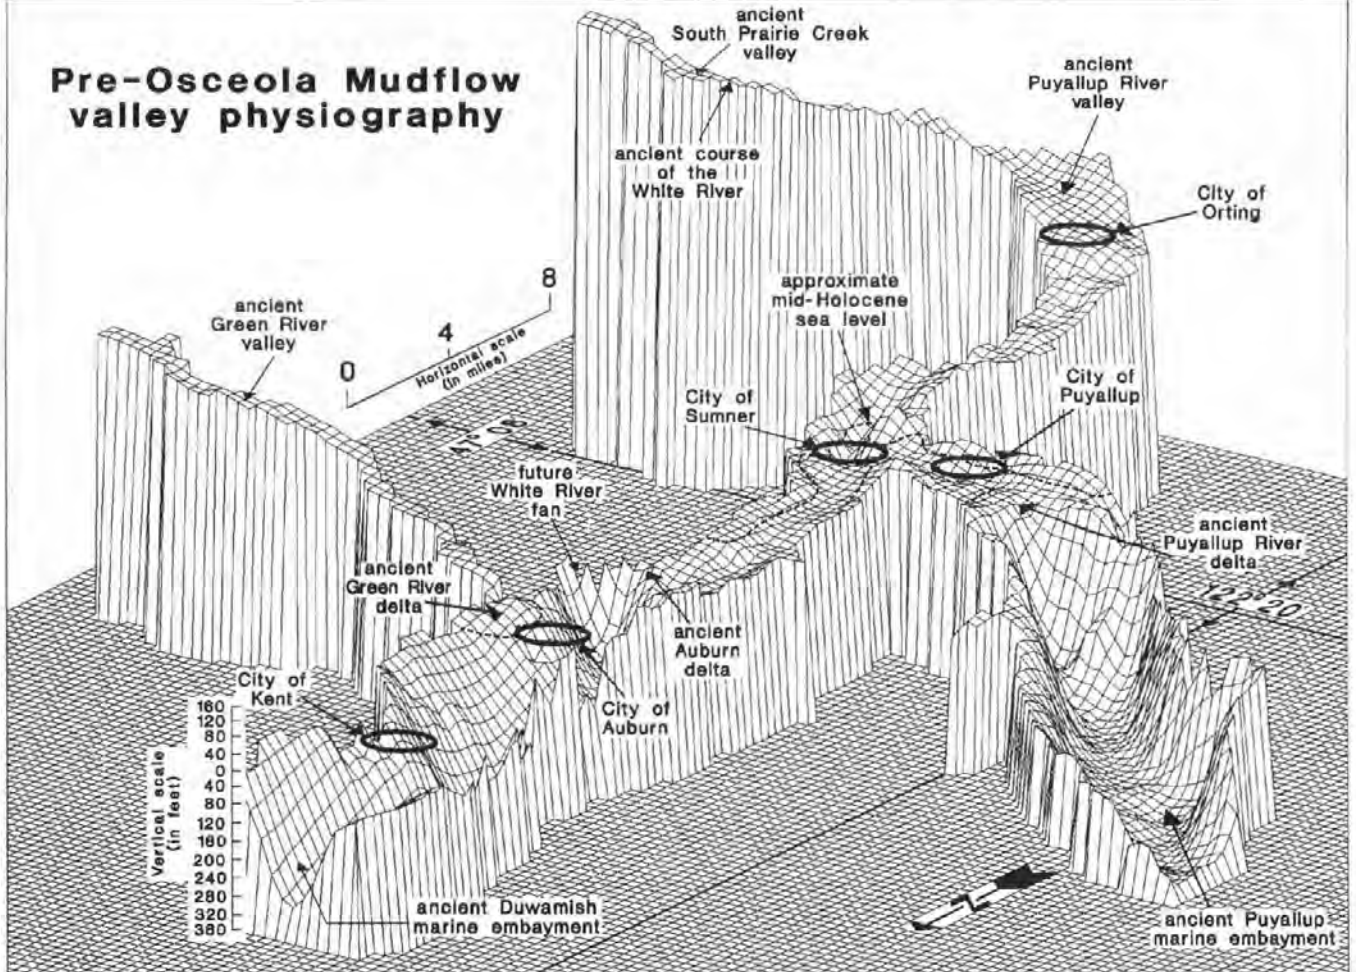 Pre-Osceola Mudflow
valley physiography
ancient
South Prairie Creek
valley
ancient
Puyallup River
valley
ancient course
of the
White River
City of
Orting
approximate
mid-Holocene
sea level
ancient
Green River
valley
0
4
8
Horizontal scale
(in miles)
City of
Sumner
City of
Puyallup
future
White River
fan
ancient
Puyallup River
delta
122°20
ancient
Green River
delta
ancient
Auburn
delta
City of
Kent
City of
Auburn
Vertical scale
(in feet)
160
120
80
40
0
40
80
120
160
200
240
280
320
380
ancient Duwamish
marine embayment
ancient Puyallup
marine embayment